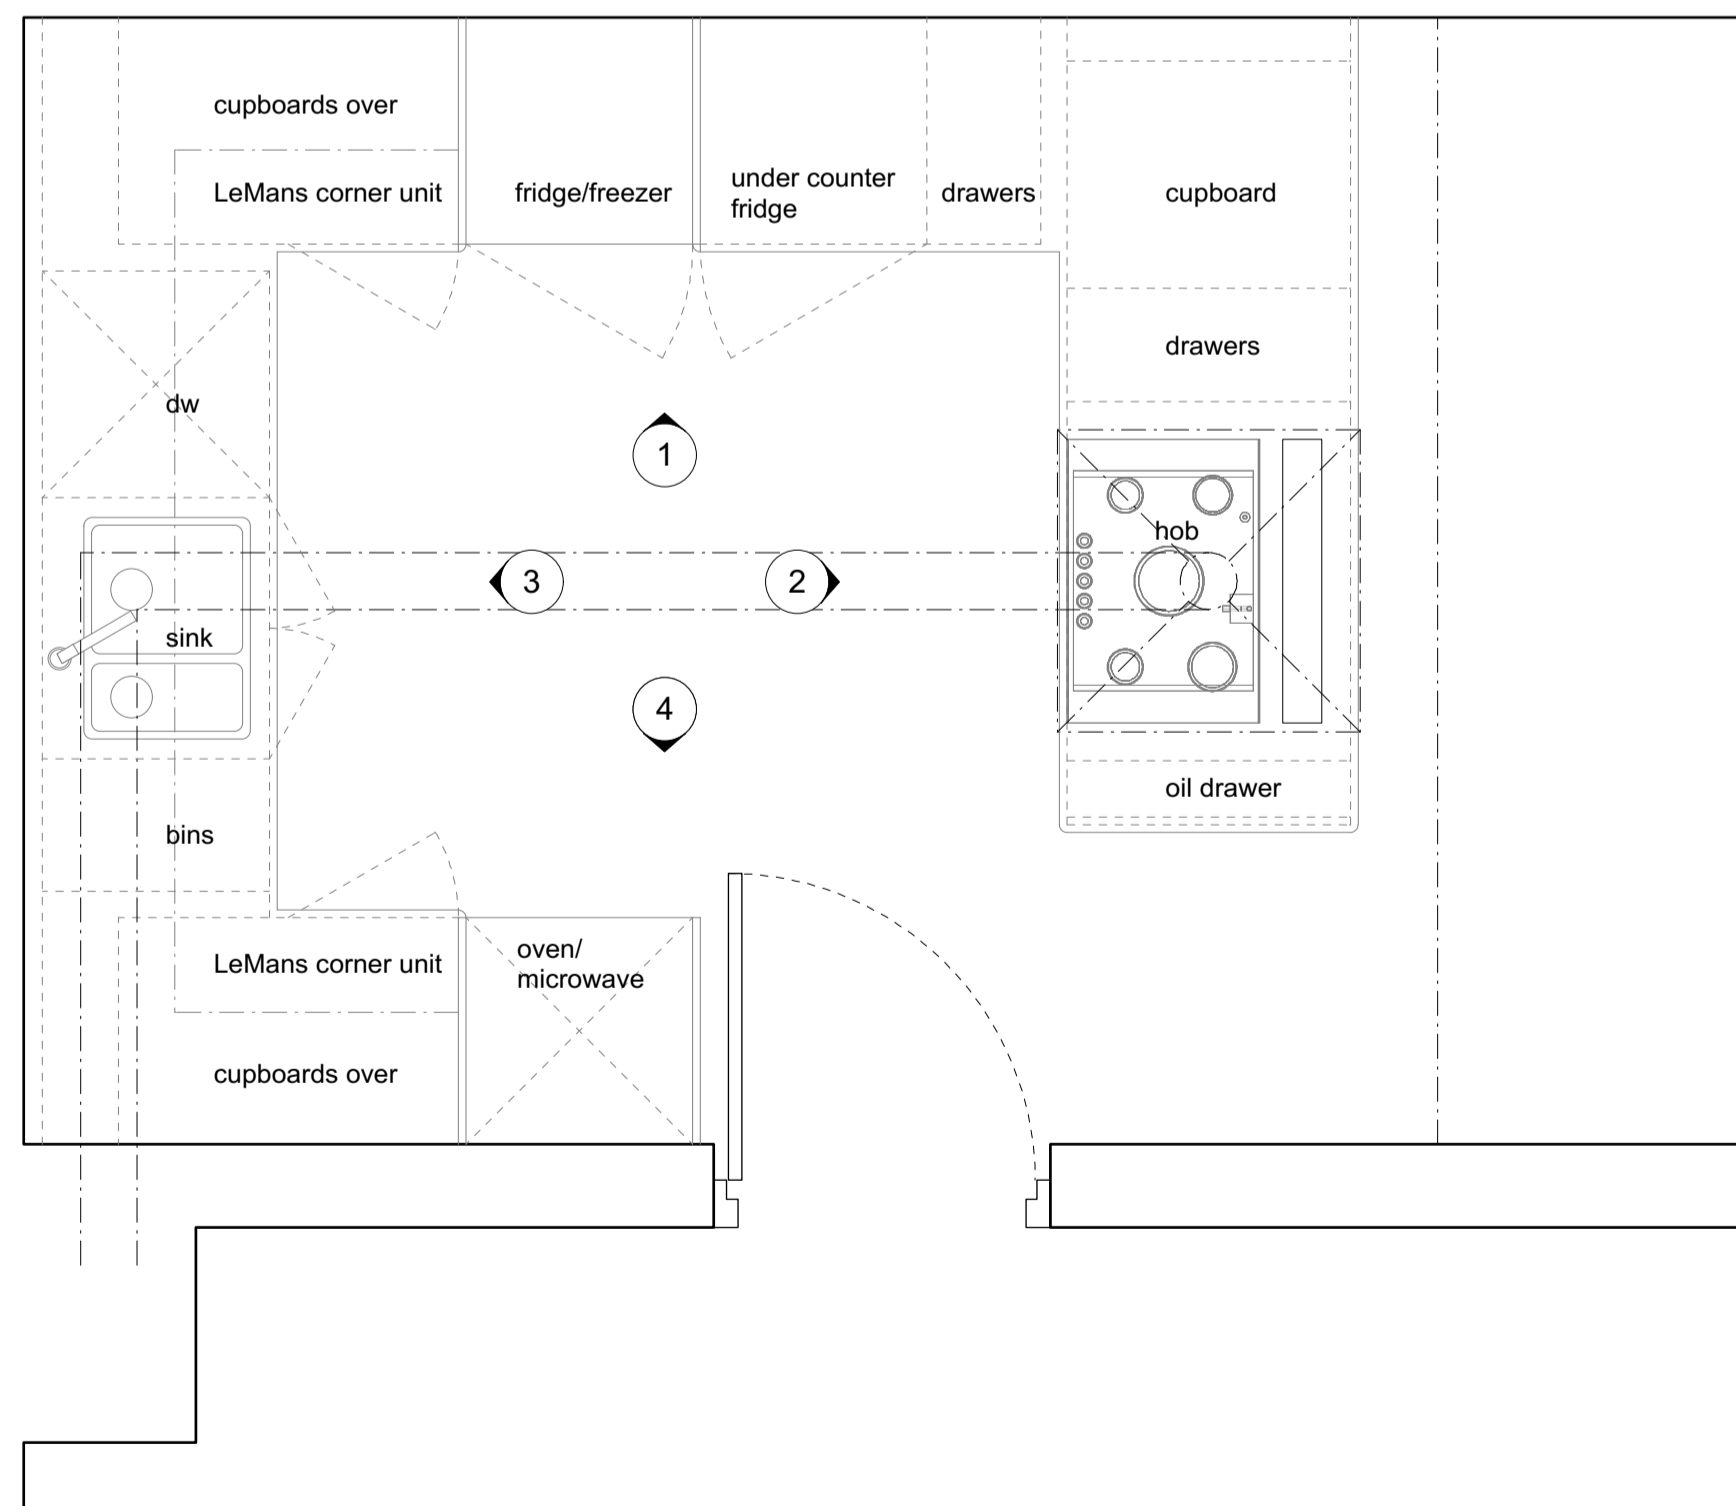 cupboards over
LeMans corner unit
fridge/freezer
under counter
fridge
drawers
cupboard
drawers
dw
1
hob
3
2
sink
4
oil drawer
bins
oven/
microwave
LeMans corner unit
cupboards over